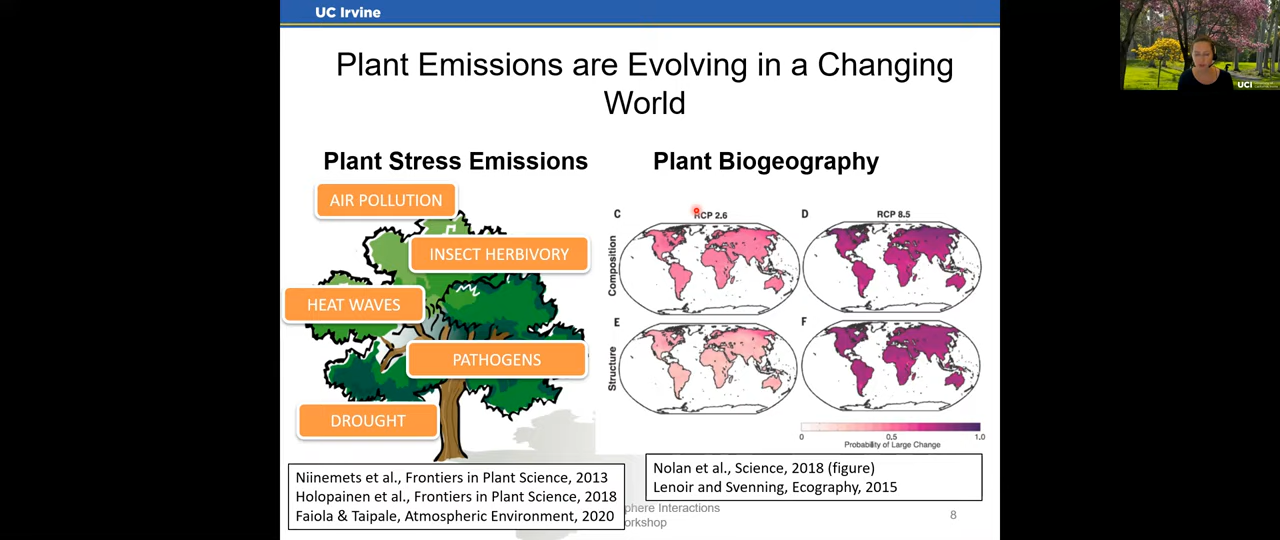 UC Irvine
Plant Emissions are Evolving in a Changing
World
Plant Stress Emissions
AIR POLLUTION
INSECT HERBIVORY
HEAT WAVES
PATHOGENS
DROUGHT
Niinemets et al., Frontiers in Plant Science, 2013
Holopainen et al., Frontiers in Plant Science, 2018
Faiola & Taipale, Atmospheric Environment, 2020
Plant Biogeography
C
RCP 2.6
D
RCP 8.5
Composition
E
F
Structure
0
0.5
1.0
Probability of Large Change
Nolan et al., Science, 2018 (figure)
Lenoir and Svenning, Ecography, 2015
phere Interactions
orkshop
8
UCI